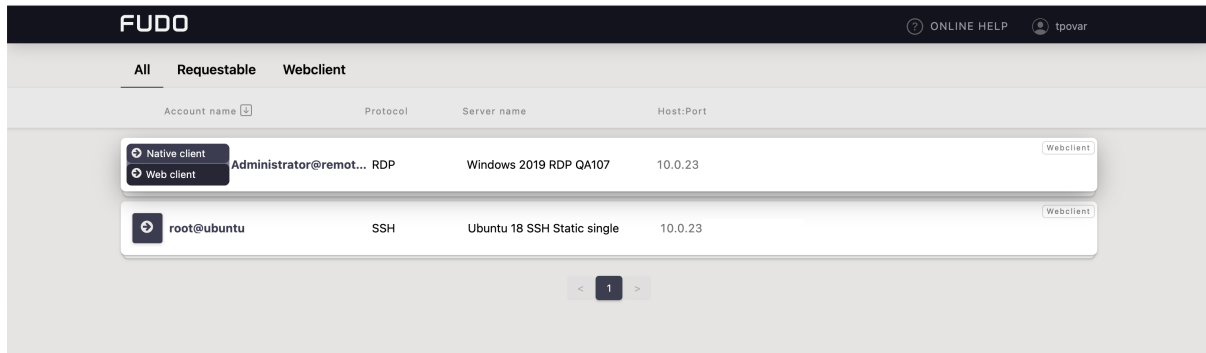 FUDO
ONLINE HELP tpovar
All Requestable Webclient
Account name Protocol Server name Host:Port
Native client
Web client
Administrator@remot... RDP Windows 2019 RDP QA107 10.0.23 Webclient
root@ubuntu SSH Ubuntu 18 SSH Static single 10.0.23 Webclient
< 1 >